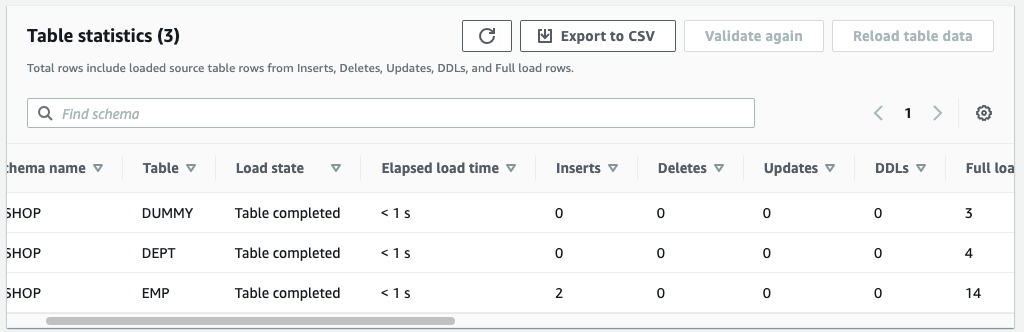 Table statistics (3)
Export to CSV
Validate again
Reload table data
Total rows include loaded source table rows from Inserts, Deletes, Updates, DDLs, and Full load rows.
Find schema
1
hema name Table Load state Elapsed load time Inserts Deletes Updates DDLs Full loa
SHOP DUMMY Table completed < 1 s 0 0 0 0 3
SHOP DEPT Table completed < 1 s 0 0 0 0 4
SHOP EMP Table completed < 1 s 2 0 0 0 14